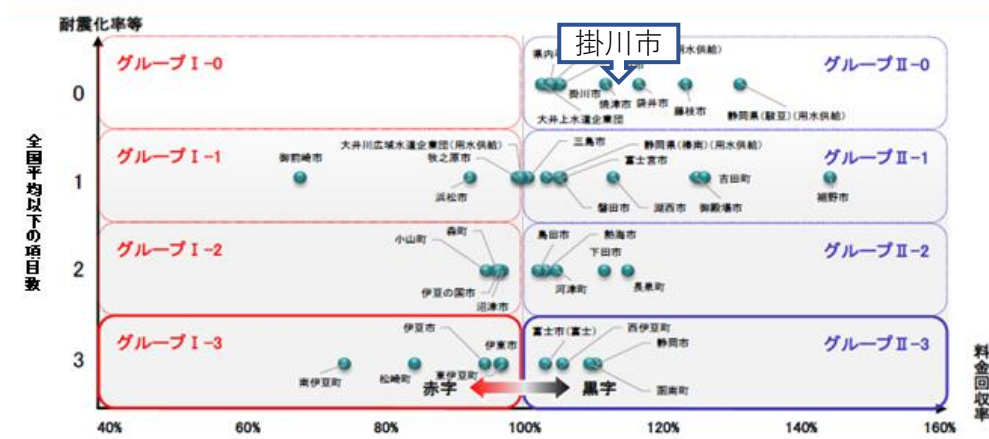 耐震化率等
掛川市
グループⅠ-0
県内
用水供給）
グループⅡ-0
0
掛川市
焼津市
袋井市
藤枝市
静岡県（駿豆）（用水供給）
大井上水道企業団
全国平均以下の項目数
グループⅠ-1
大井川広域水道企業団（用水供給）
三島市
静岡県（榛南）（用水供給）
グループⅡ-1
御前崎市
牧之原市
富士宮市
1
吉田町
浜松市
磐田市
湖西市
御殿場市
裾野市
グループⅠ-2
森町
小山町
島田市
熱海市
下田市
グループⅡ-2
2
伊豆の国市
沼津市
河津町
長泉町
グループⅠ-3
伊豆市
伊東市
富士市（富士）
西伊豆町
静岡市
グループⅡ-3
3
南伊豆町
松崎町
東伊豆町
函南町
赤字
黒字
料金回収率
40%
60%
80%
100%
120%
140%
160%